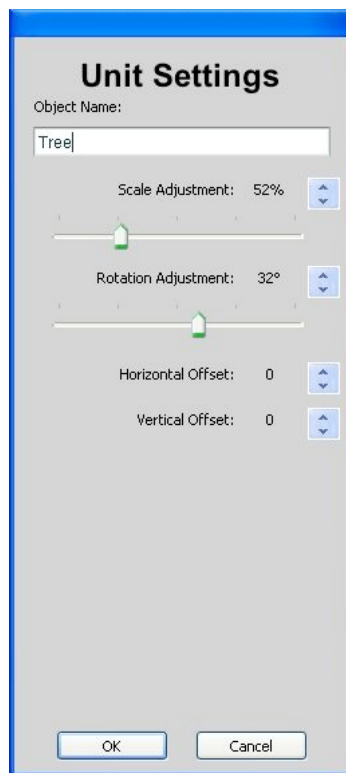 Unit Settings
Object Name:
Tree
Scale Adjustment: 52%
Rotation Adjustment: 32°
Horizontal Offset: 0
Vertical Offset: 0
OK Cancel